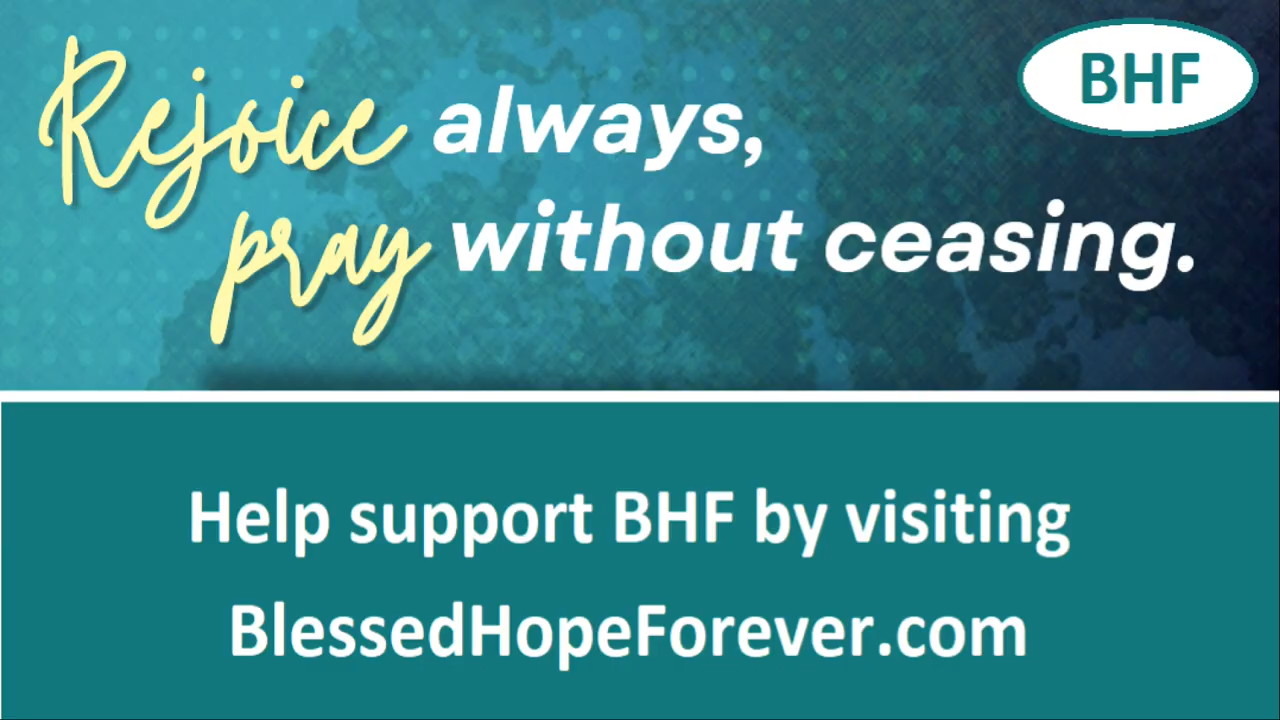 Rejoice always,
BHF
pray without ceasing.
Help support BHF by visiting
BlessedHopeForever.com